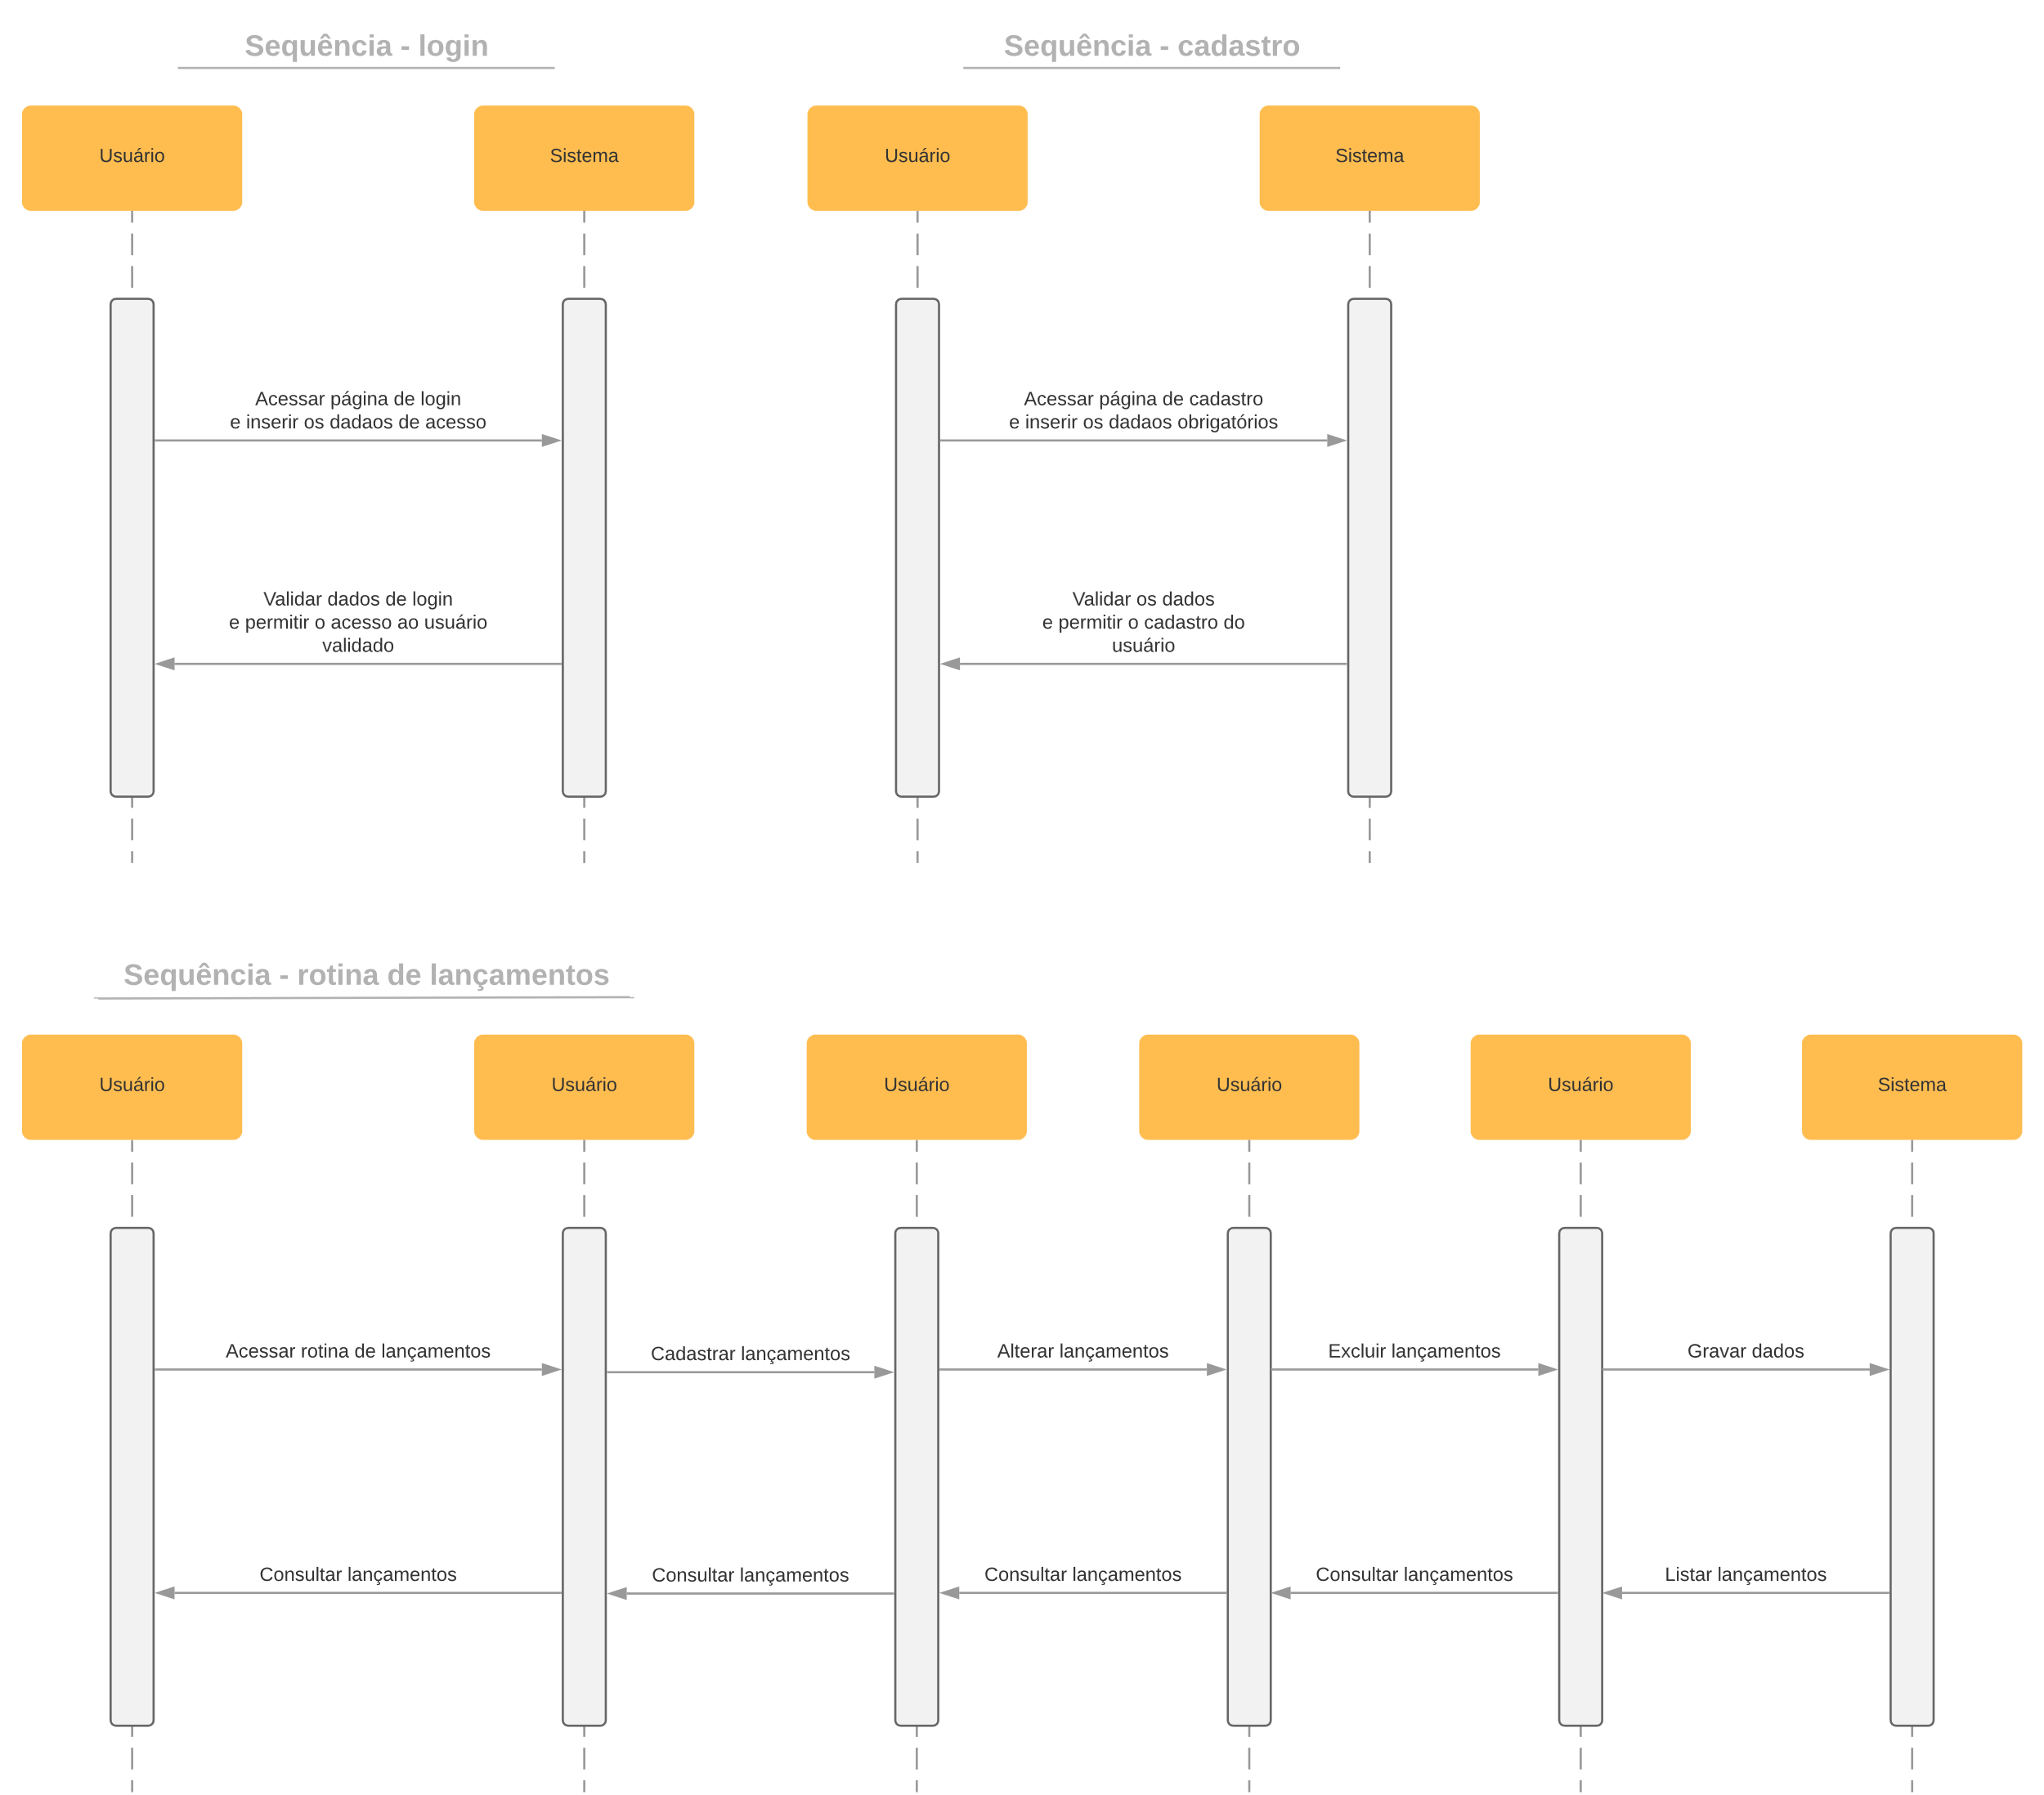 Sequência - login
Sequência - cadastro
Usuário
Sistema
Usuário
Sistema
Acessar página de login
e inserir os dadaos de acesso
Acessar página de cadastro
e inserir os dadaos obrigatórios
Validar dados de login
e permitir o acesso ao usuário
validado
Validar os dados
e permitir o cadastro do
usuário
Sequência - rotina de lançamentos
Usuário
Usuário
Usuário
Usuário
Usuário
Sistema
Acessar rotina de lançamentos
Cadastrar lançamentos
Alterar lançamentos
Excluir lançamentos
Gravar dados
Consultar lançamentos
Consultar lançamentos
Consultar lançamentos
Consultar lançamentos
Listar lançamentos